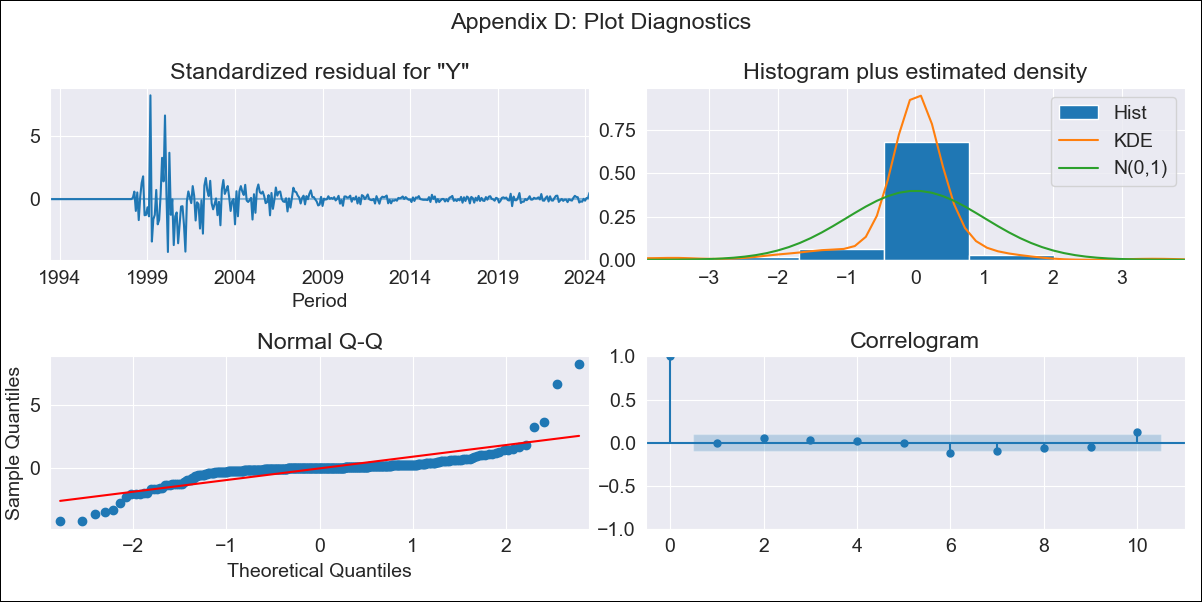 Appendix D: Plot Diagnostics
Standardized residual for "Y"
5
0
1994 1999 2004 2009 2014 2019 2024
Period
Histogram plus estimated density
0.75
0.50
0.25
0.00
−3 −2 −1 0 1 2 3
Hist
KDE
N(0,1)
Normal Q-Q
Sample Quantiles
5
0
−2 −1 0 1 2
Theoretical Quantiles
Correlogram
1.0
0.5
0.0
−0.5
−1.0
0 2 4 6 8 10